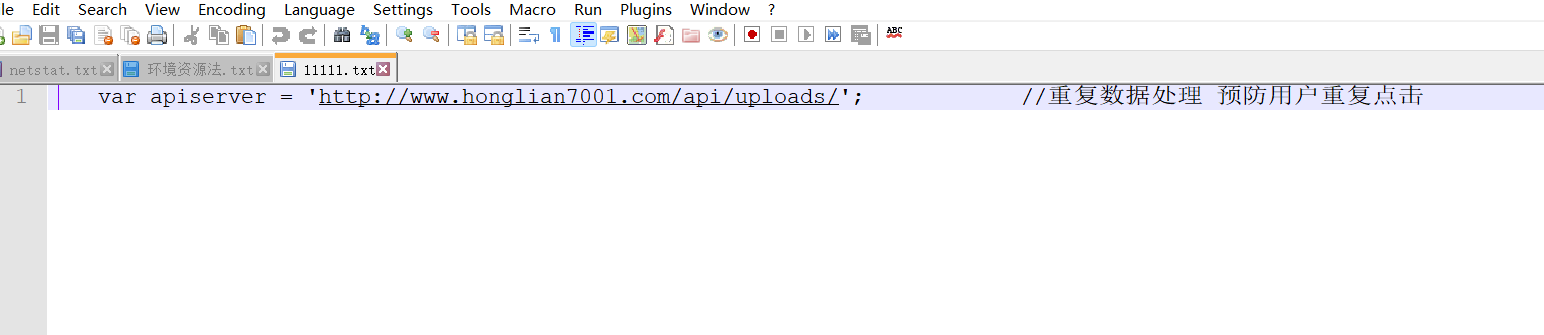 le Edit Search View Encoding Language Settings Tools Macro Run Plugins Window ?
ABC
netstat.txt 环境资源法.txt 11111.txt
1 var apiserver = 'http://www.honglian7001.com/api/uploads/'; //重复数据处理 预防用户重复点击